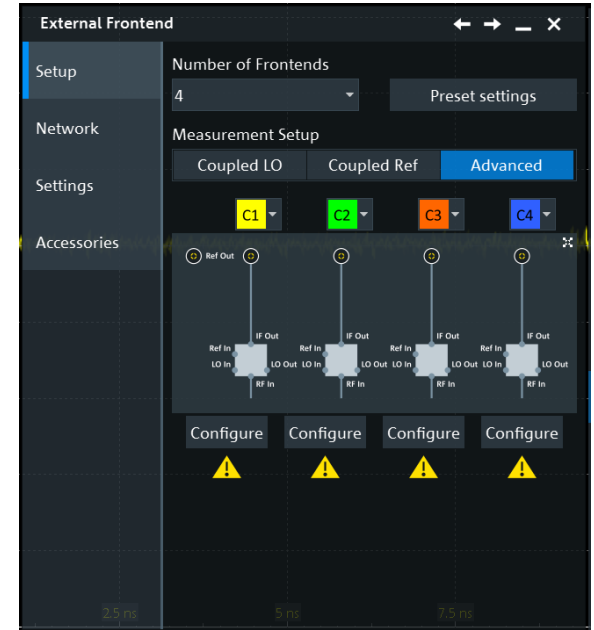 External Frontend
Setup
Network
Settings
Accessories
Number of Frontends
4
Preset settings
Measurement Setup
Coupled LO Coupled Ref Advanced
C1 C2 C3 C4
Ref Out
IF Out IF Out IF Out IF Out
Ref In Ref In Ref In Ref In
LO In LO Out LO In LO Out LO In LO Out LO In LO Out
RF In RF In RF In RF In
Configure Configure Configure Configure
2.5 ns 5 ns 7.5 ns